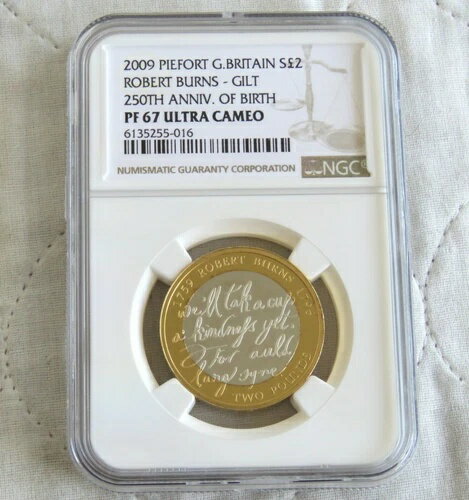 2009 PIEFORT G.BRITAIN S£2
ROBERT BURNS - GILT
250TH ANNIV. OF BIRTH
PF 67 ULTRA CAMEO
6135255-016
NUMISMATIC GUARANTY CORPORATION
NGC
1759 ROBERT BURNS 1796
we'll tak a cup
a kindness yet,
For auld
lang syne
TWO POUNDS